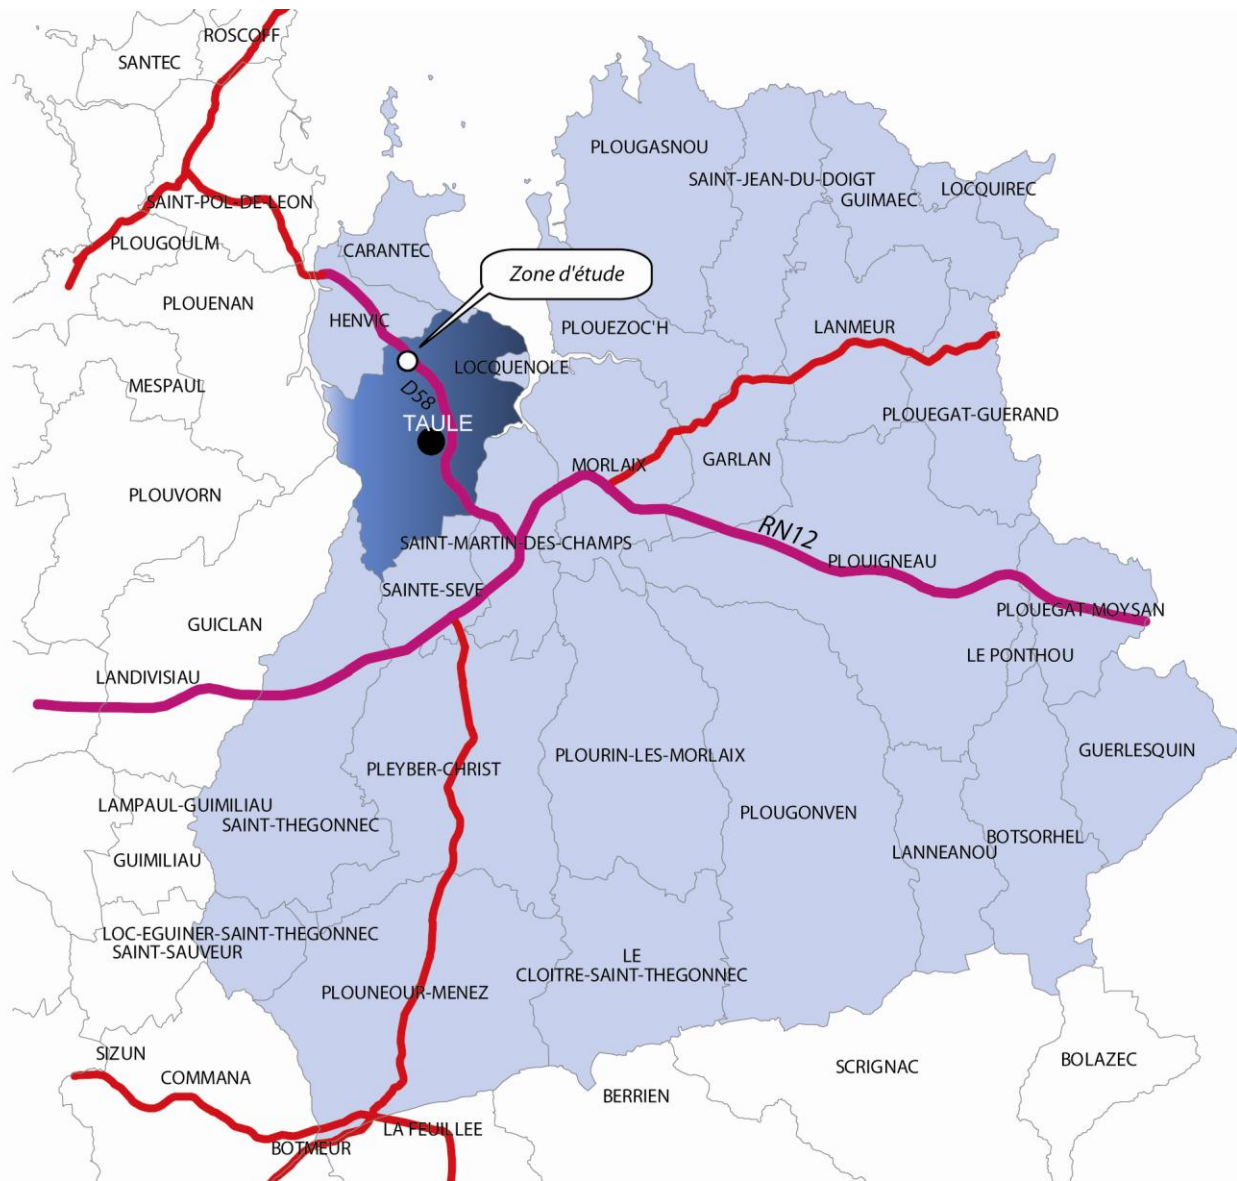 ROSCOFF
SANTEC
PLOUGASNOU
SAINT-JEAN-DU-DOIGT
LOCQUIREC
GUIMAEC
SAINT-POL-DE-LEON
PLOUGOULM
CARANTEC
Zone d'étude
PLOUENAN
HENVIC
PLOUEZOC'H
LANMEUR
LOCQUENOLE
MESPAUL
D58
TAULE
PLOUEGAT-GUERAND
MORLAIX
GARLAN
PLOUVORN
RN12
SAINT-MARTIN-DES-CHAMPS
PLOUIGNEAU
SAINTE-SEVE
PLOUEGAT-MOYSAN
GUICLAN
LE PONTHOU
LANDIVISIAU
GUERLESQUIN
PLOURIN-LES-MORLAIX
PLEYBER-CHRIST
LAMPAUL-GUIMILIAU
PLOUGONVEN
SAINT-THEGONNEC
BOTSORHEL
LANNEANOU
GUIMILIAU
LOC-EGUINER-SAINT-THEGONNEC
SAINT-SAUVEUR
LE
CLOITRE-SAINT-THEGONNEC
PLOUNEOUR-MENEZ
SIZUN
COMMANA
SCRIGNAC
BOLAZEC
BERRIEN
LA FEUILLEE
BOTMEUR